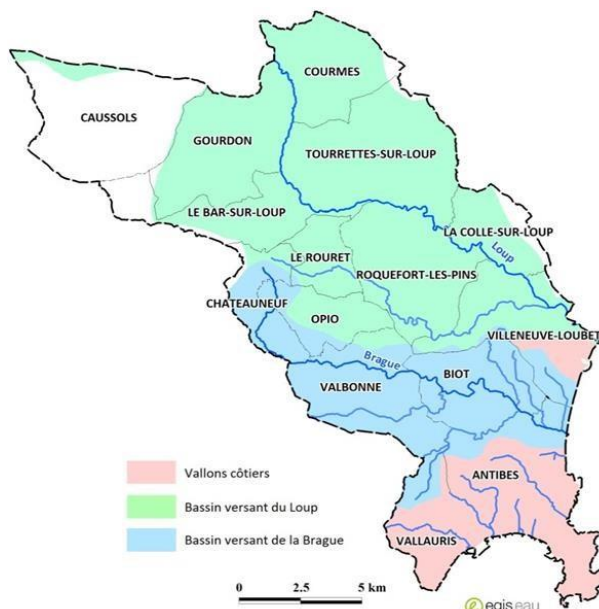 COURMES
CAUSSOLS
GOURDON
TOURRETTES-SUR-LOUP
LE BAR-SUR-LOUP
LA COLLE-SUR-LOUP
Loup
LE ROURET
ROQUEFORT-LES-PINS
CHATEAUNEUF
OPIO
VILLENEUVE-LOUBET
Brague
BIOT
VALBONNE
Vallons côtiers
ANTIBES
Bassin versant du Loup
Bassin versant de la Brague
VALLAURIS
0 2.5 5 km
egis eau